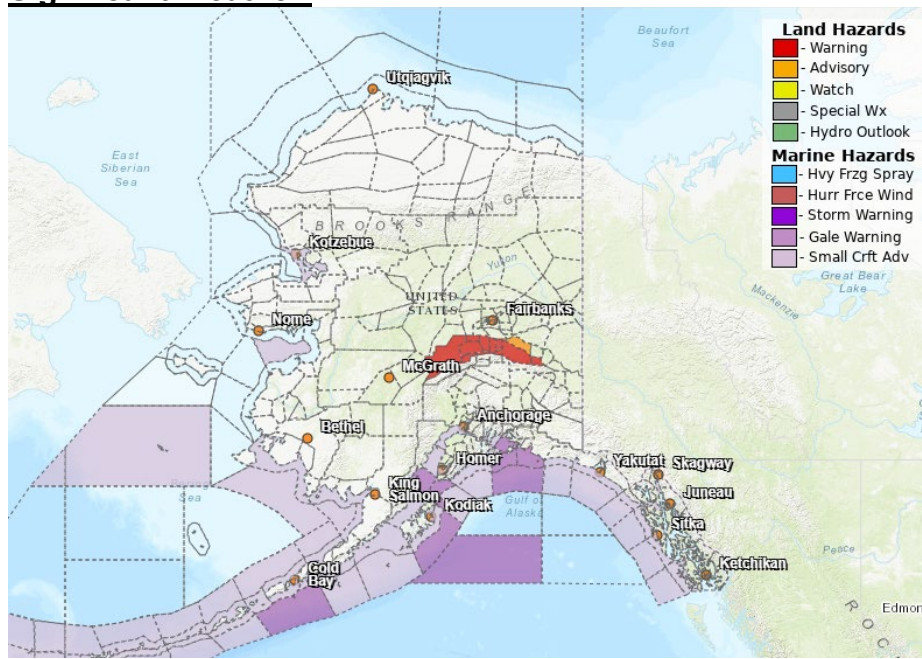 Utqiagvik
Beaufort
Sea
East
Siberian
Sea
BROOKS RANGE
Kotzebue
Yukon
UNITED
STATES
Fairbanks
Nome
McGrath
Anchorage
Bethel
Homer
Yakutat
Skagway
King
Salmon
Kodiak
Gulf of
Alaska
Juneau
Sea
Sitka
Cold
Bay
Ketchikan
Peace
Edmon
R O C
Mackenzie
Great Bear
Lake
Land Hazards
- Warning
- Advisory
- Watch
- Special Wx
- Hydro Outlook
Marine Hazards
- Hvy Frzg Spray
- Hurr Frce Wind
- Storm Warning
- Gale Warning
- Small Crft Adv